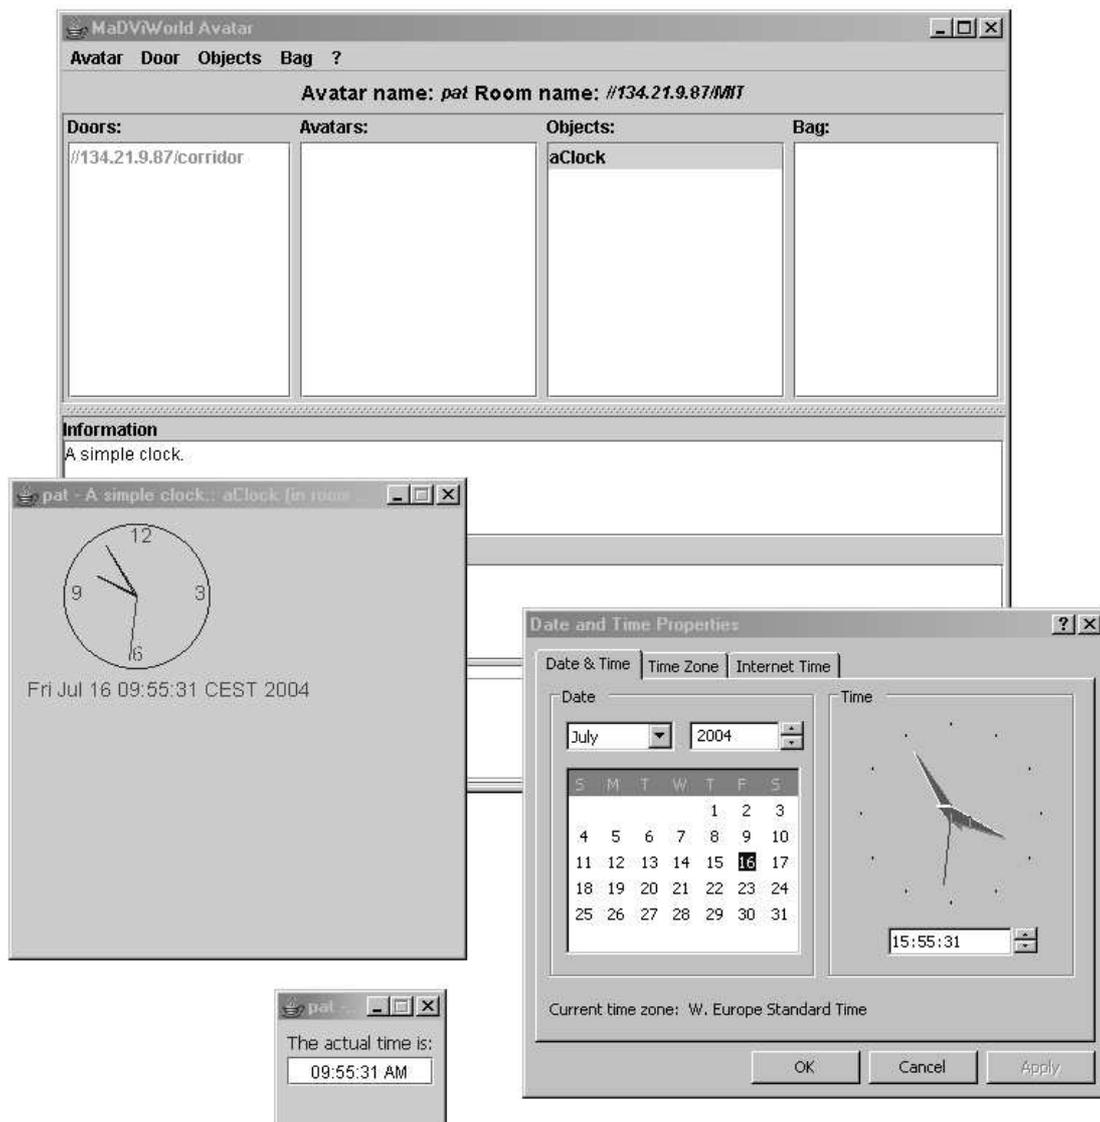 MaDViWorld Avatar
Avatar Door Objects Bag ?
Avatar name: pat Room name: //134.21.9.87/MIT
Doors: Avatars: Objects: Bag:
//134.21.9.87/corridor aClock
Information
A simple clock.
pat - A simple clock.: aClock (in room ...
12
9 3
6
Fri Jul 16 09:55:31 CEST 2004
Date and Time Properties
Date & Time Time Zone Internet Time
Date Time
July 2004
S M T W T F S
1 2 3
4 5 6 7 8 9 10
11 12 13 14 15 16 17
18 19 20 21 22 23 24
25 26 27 28 29 30 31
15:55:31
Current time zone: W. Europe Standard Time
OK Cancel Apply
pat -...
The actual time is:
09:55:31 AM